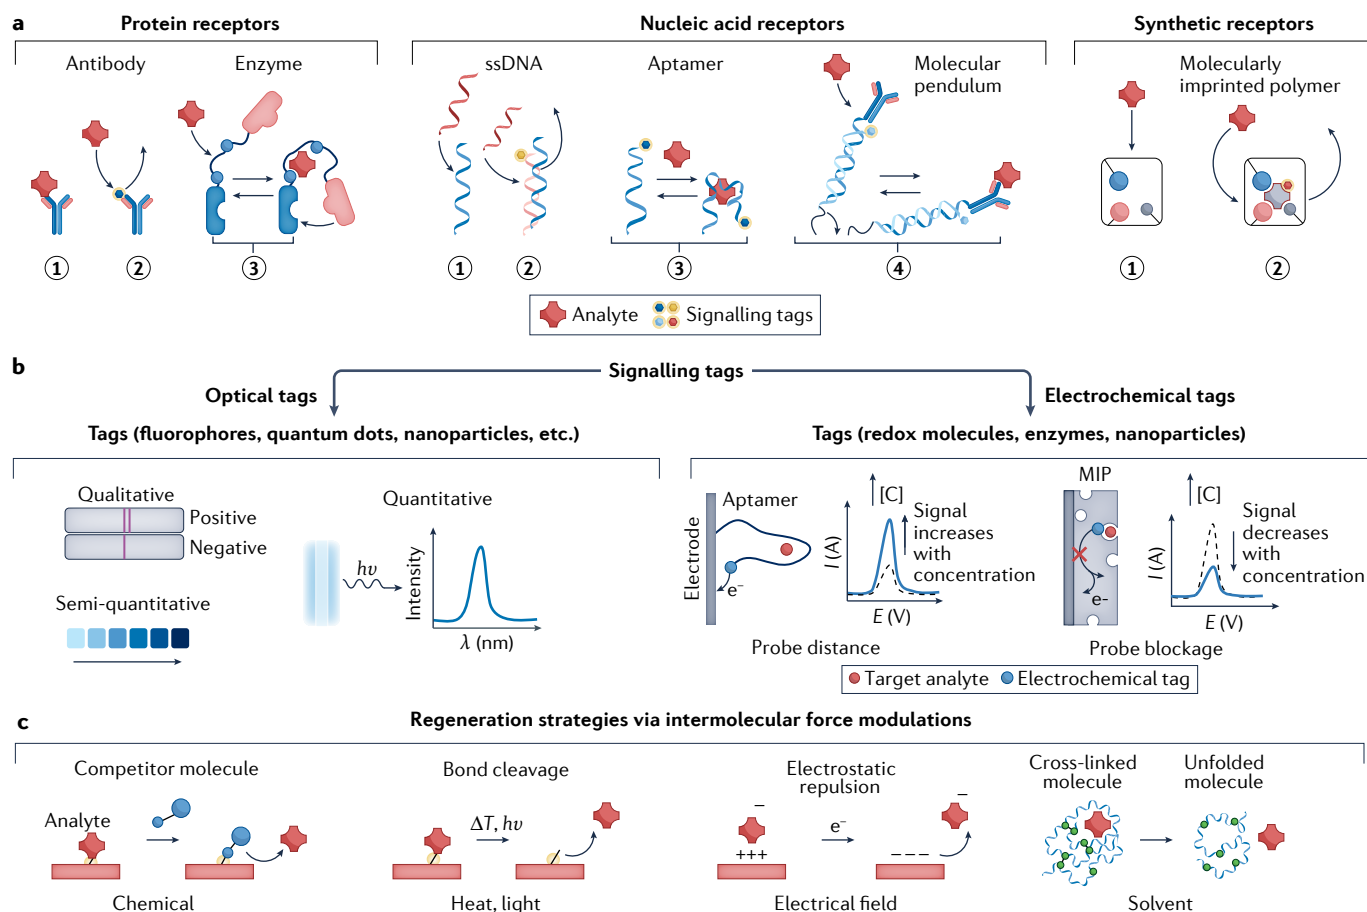 a
Protein receptors
Nucleic acid receptors
Synthetic receptors
Antibody
Enzyme
ssDNA
Aptamer
Molecular
pendulum
Molecularly
imprinted polymer
1
2
3
1
2
3
4
1
2
Analyte
Signalling tags
b
Signalling tags
Optical tags
Electrochemical tags
Tags (fluorophores, quantum dots, nanoparticles, etc.)
Tags (redox molecules, enzymes, nanoparticles)
Qualitative
Positive
Negative
Semi-quantitative
Quantitative
hν
Intensity
λ (nm)
Electrode
Aptamer
e⁻
[C]
Signal
increases
with
concentration
I (A)
E (V)
Probe distance
MIP
e-
[C]
Signal
decreases
with
concentration
I (A)
E (V)
Probe blockage
Target analyte
Electrochemical tag
c
Regeneration strategies via intermolecular force modulations
Competitor molecule
Analyte
Chemical
Bond cleavage
ΔT, hν
Heat, light
Electrostatic
repulsion
−
+++
e⁻
−
−−−
Electrical field
Cross-linked
molecule
Unfolded
molecule
Solvent